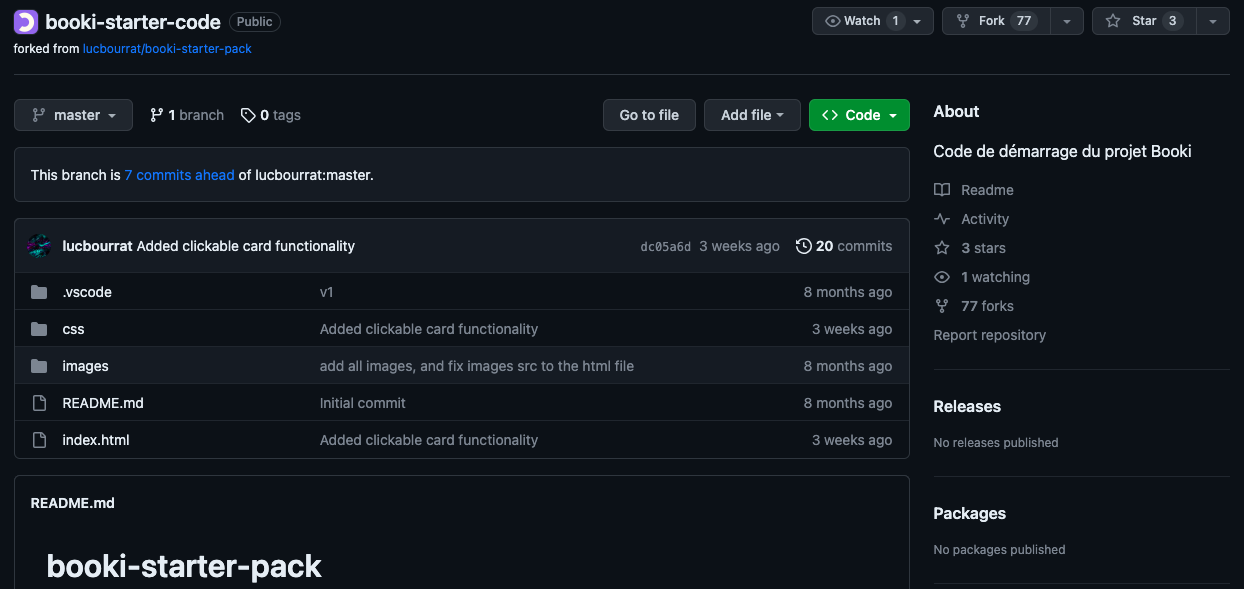 booki-starter-code Public Watch 1 Fork 77 Star 3
forked from lucbourrat/booki-starter-pack
master 1 branch 0 tags Go to file Add file Code
This branch is 7 commits ahead of lucbourrat:master.
lucbourrat Added clickable card functionality dc05a6d 3 weeks ago 20 commits
.vscode v1 8 months ago
css Added clickable card functionality 3 weeks ago
images add all images, and fix images src to the html file 8 months ago
README.md Initial commit 8 months ago
index.html Added clickable card functionality 3 weeks ago
README.md
booki-starter-pack
About
Code de démarrage du projet Booki
Readme
Activity
3 stars
1 watching
77 forks
Report repository
Releases
No releases published
Packages
No packages published